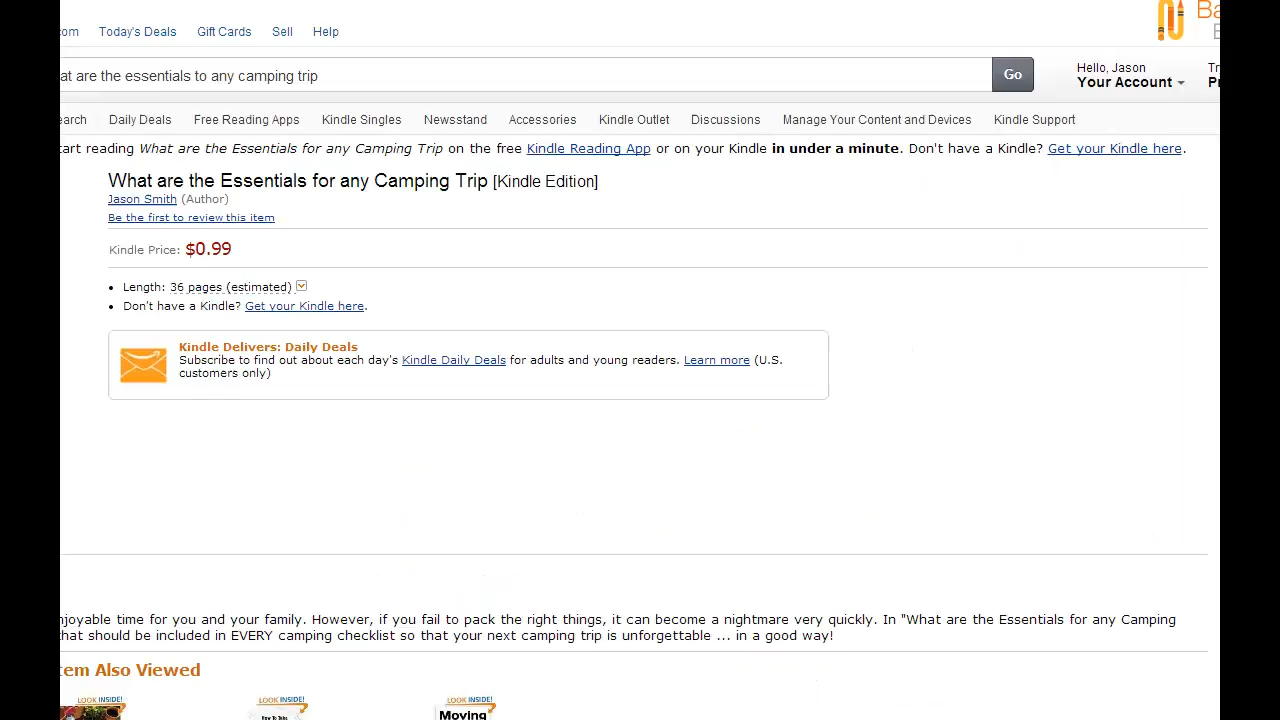 om Today's Deals Gift Cards Sell Help
Ba
at are the essentials to any camping trip Go
Hello, Jason
Your Account
earch Daily Deals Free Reading Apps Kindle Singles Newsstand Accessories Kindle Outlet Discussions Manage Your Content and Devices Kindle Support
tart reading What are the Essentials for any Camping Trip on the free Kindle Reading App or on your Kindle in under a minute. Don't have a Kindle? Get your Kindle here.
What are the Essentials for any Camping Trip [Kindle Edition]
Jason Smith (Author)
Be the first to review this item
Kindle Price: $0.99
• Length: 36 pages (estimated)
• Don't have a Kindle? Get your Kindle here.
Kindle Delivers: Daily Deals
Subscribe to find out about each day's Kindle Daily Deals for adults and young readers. Learn more (U.S.
customers only)
njoyable time for you and your family. However, if you fail to pack the right things, it can become a nightmare very quickly. In "What are the Essentials for any Camping
that should be included in EVERY camping checklist so that your next camping trip is unforgettable ... in a good way!
tem Also Viewed
LOOK INSIDE! LOOK INSIDE! LOOK INSIDE!
How To Take Moving